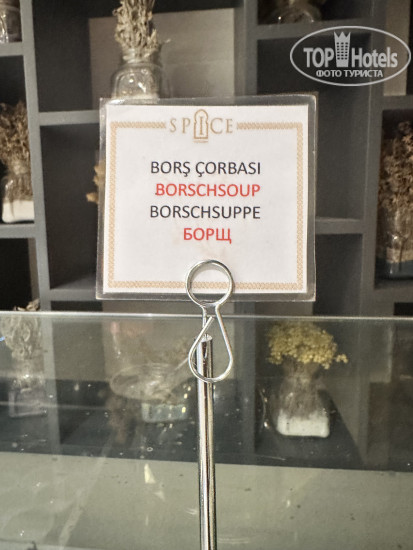 TOP Hotels
ФОТО ТУРИСТА
SPICE
BORŞ ÇORBASI
BORSCHSOUP
BORSCHSUPPE
БОРЩ